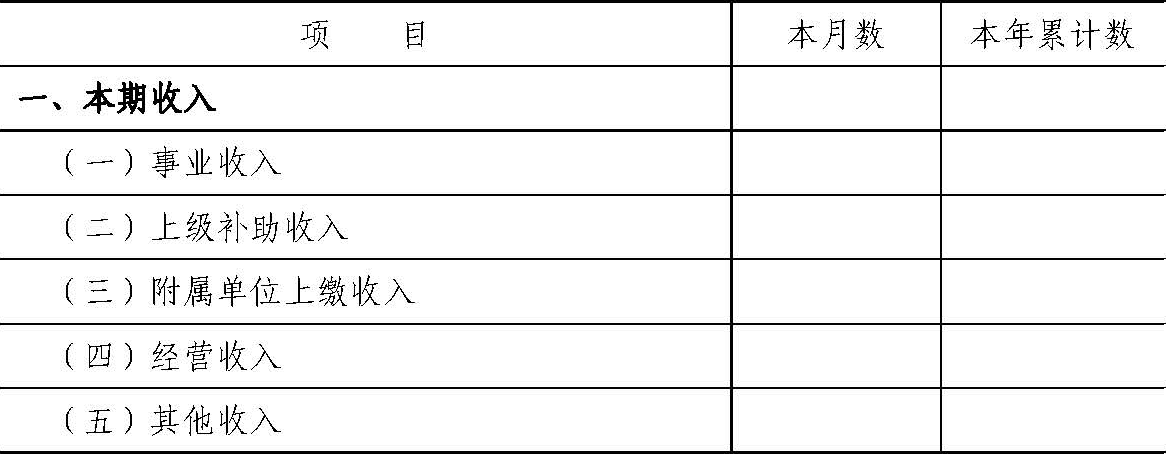 项 目 本月数 本年累计数
一、本期收入
（一）事业收入
（二）上级补助收入
（三）附属单位上缴收入
（四）经营收入
（五）其他收入